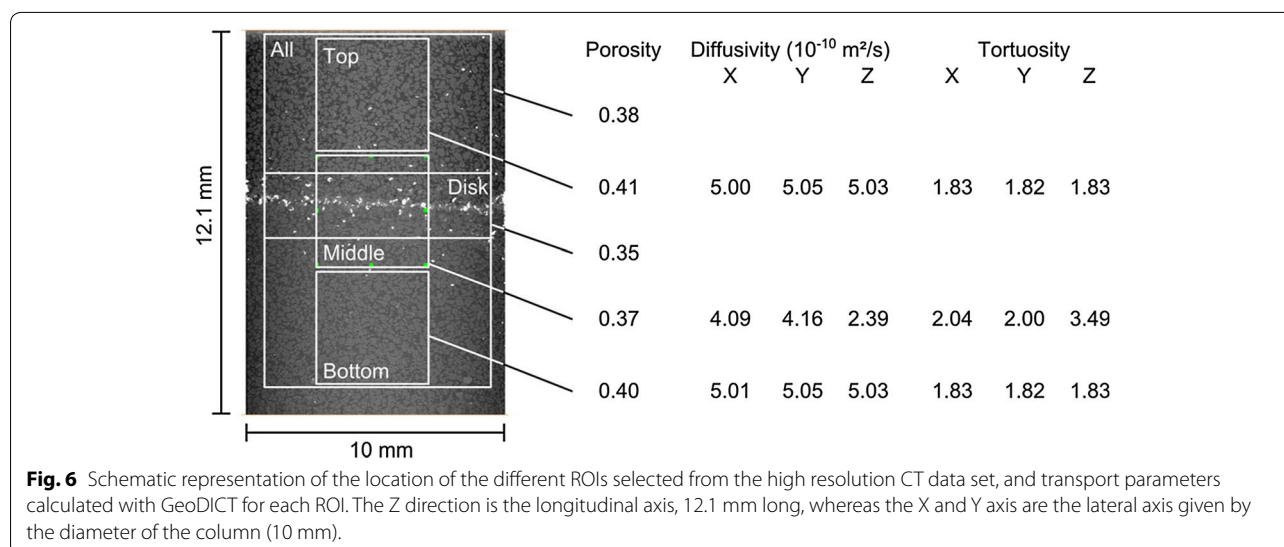 All
Top
Disk
Middle
Bottom
12.1 mm
10 mm
Porosity Diffusivity (10⁻¹⁰ m²/s) Tortuosity
X Y Z X Y Z
0.38
0.41 5.00 5.05 5.03 1.83 1.82 1.83
0.35
0.37 4.09 4.16 2.39 2.04 2.00 3.49
0.40 5.01 5.05 5.03 1.83 1.82 1.83
Fig. 6 Schematic representation of the location of the different ROIs selected from the high resolution CT data set, and transport parameters
calculated with GeoDICT for each ROI. The Z direction is the longitudinal axis, 12.1 mm long, whereas the X and Y axis are the lateral axis given by
the diameter of the column (10 mm).